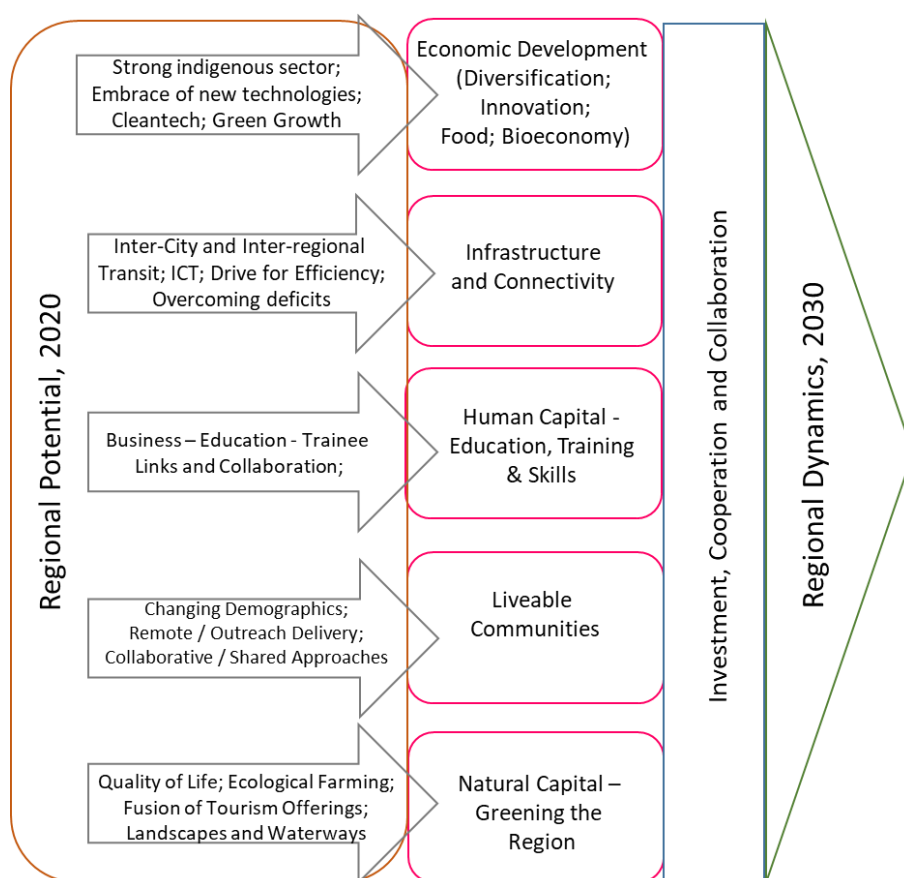 Regional Potential, 2020
Strong indigenous sector;
Embrace of new technologies;
Cleantech; Green Growth
Economic Development
(Diversification;
Innovation;
Food; Bioeconomy)
Inter-City and Inter-regional
Transit; ICT; Drive for Efficiency;
Overcoming deficits
Infrastructure
and Connectivity
Business – Education - Trainee
Links and Collaboration;
Human Capital -
Education, Training
& Skills
Changing Demographics;
Remote / Outreach Delivery;
Collaborative / Shared Approaches
Liveable
Communities
Quality of Life; Ecological Farming;
Fusion of Tourism Offerings;
Landscapes and Waterways
Natural Capital –
Greening the
Region
Investment, Cooperation and Collaboration
Regional Dynamics, 2030